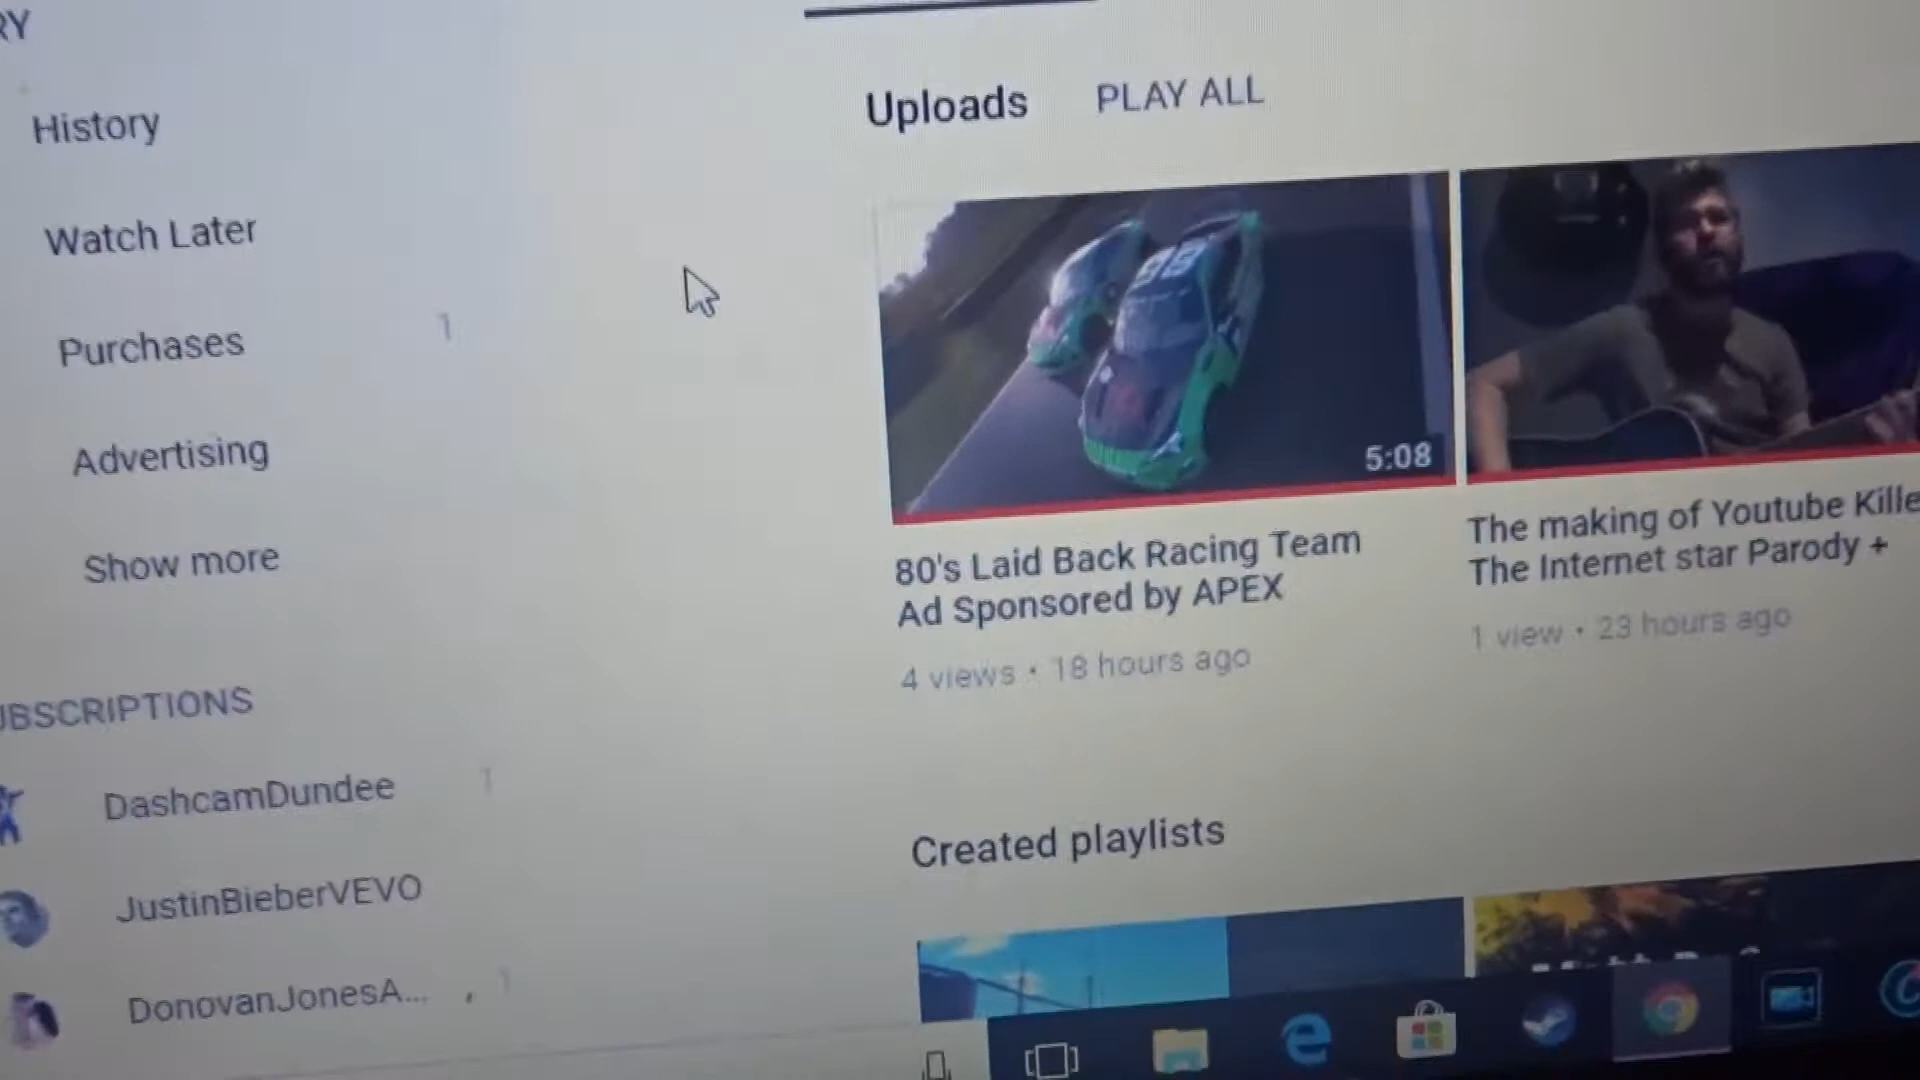 RY
History
Watch Later
Purchases 1
Advertising
Show more
UBSCRIPTIONS
DashcamDundee 1
JustinBieberVEVO
DonovanJonesA... 1
Uploads PLAY ALL
5:08
80's Laid Back Racing Team
Ad Sponsored by APEX
4 views • 18 hours ago
The making of Youtube Kille
The Internet star Parody +
1 view • 23 hours ago
Created playlists